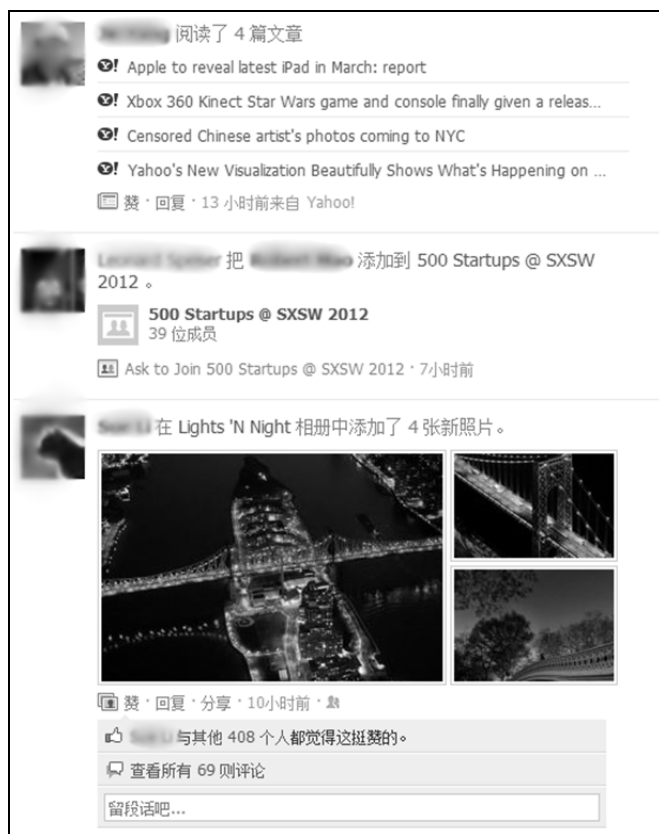 阅读了 4 篇文章
Y! Apple to reveal latest iPad in March: report
Y! Xbox 360 Kinect Star Wars game and console finally given a releas...
Y! Censored Chinese artist's photos coming to NYC
Y! Yahoo's New Visualization Beautifully Shows What's Happening on ...
赞 · 回复 · 13 小时前来自 Yahoo!
把 添加到 500 Startups @ SXSW
2012 。
500 Startups @ SXSW 2012
39 位成员
Ask to Join 500 Startups @ SXSW 2012 · 7小时前
在 Lights 'N Night 相册中添加了 4 张新照片。
赞 · 回复 · 分享 · 10小时前 ·
与其他 408 个人都觉得这挺赞的。
查看所有 69 则评论
留段话吧...